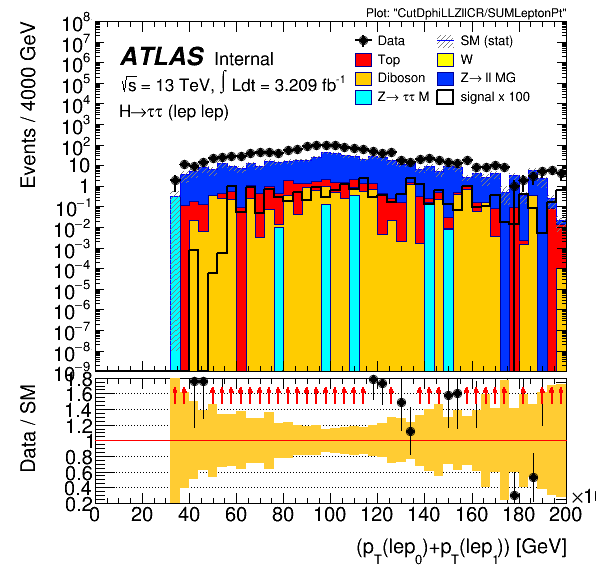 Plot: "CutDphiLLZllCR/SUMLeptonPt"
Events / 4000 GeV
10⁸
10⁷
10⁶
10⁵
10⁴
10³
10²
10
1
10⁻¹
10⁻²
10⁻³
10⁻⁴
10⁻⁵
10⁻⁶
10⁻⁷
10⁻⁸
10⁻⁹
ATLAS Internal
√s = 13 TeV, ∫ Ldt = 3.209 fb⁻¹
H→ττ (lep lep)
Data
SM (stat)
Top
W
Diboson
Z→ ll MG
Z→ ττ M
signal x 100
Data / SM
1.8
1.6
1.4
1.2
1
0.8
0.6
0.4
0.2
0 20 40 60 80 100 120 140 160 180 200
(p_T(lep_0)+p_T(lep_1)) [GeV]